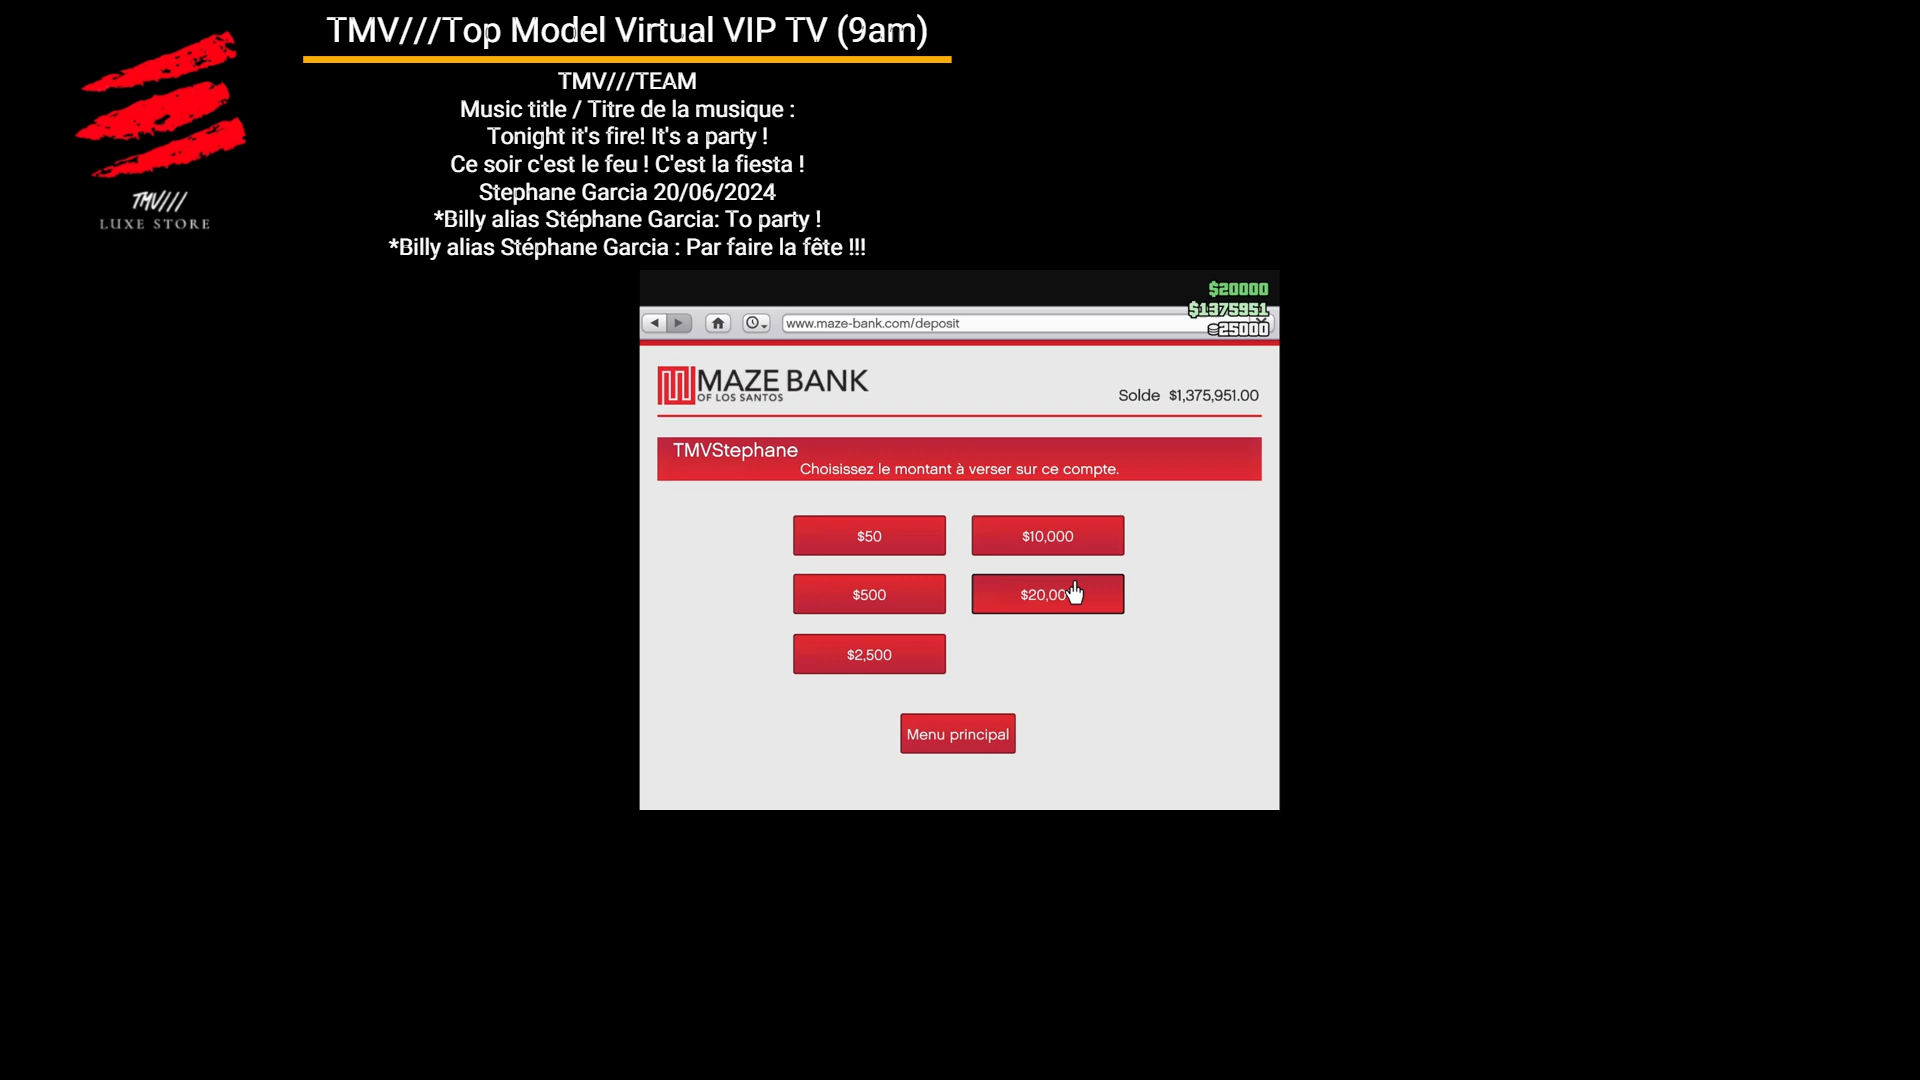 TMV///Top Model Virtual VIP TV (9am)
TMV///TEAM
Music title / Titre de la musique :
Tonight it's fire! It's a party !
Ce soir c'est le feu ! C'est la fiesta !
Stephane Garcia 20/06/2024
*Billy alias Stéphane Garcia: To party !
*Billy alias Stéphane Garcia : Par faire la fête !!!
TMV///
LUXE STORE
$20000
$1375951
25000
www.maze-bank.com/deposit
MAZE BANK
OF LOS SANTOS
Solde $1,375,951.00
TMVStephane
Choisissez le montant à verser sur ce compte.
$50
$10,000
$500
$20,00
$2,500
Menu principal